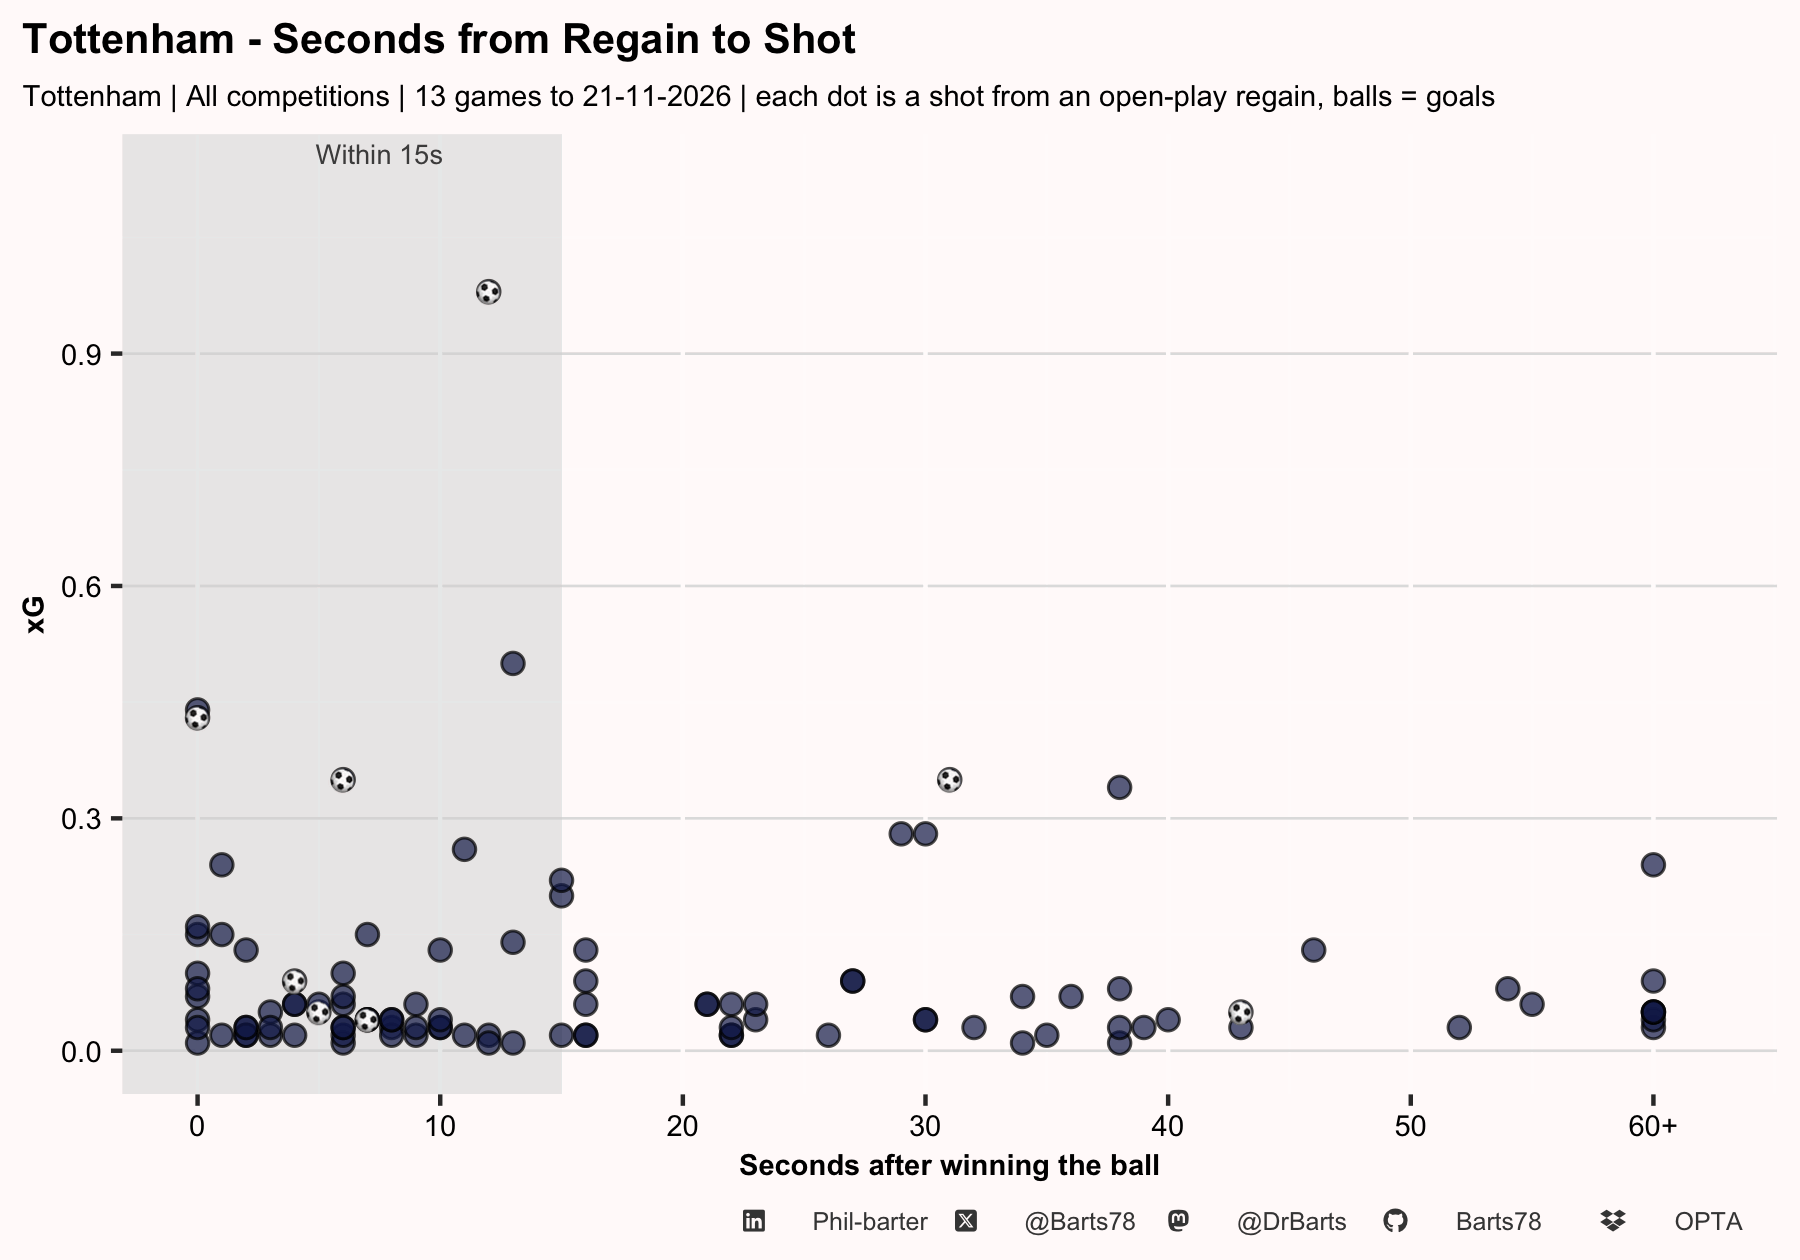 Tottenham - Seconds from Regain to Shot
Tottenham | All competitions | 13 games to 21-11-2026 | each dot is a shot from an open-play regain, balls = goals
Within 15s
0.9
0.6
0.3
0.0
xG
0 10 20 30 40 50 60+
Seconds after winning the ball
Phil-barter @Barts78 @DrBarts Barts78 OPTA